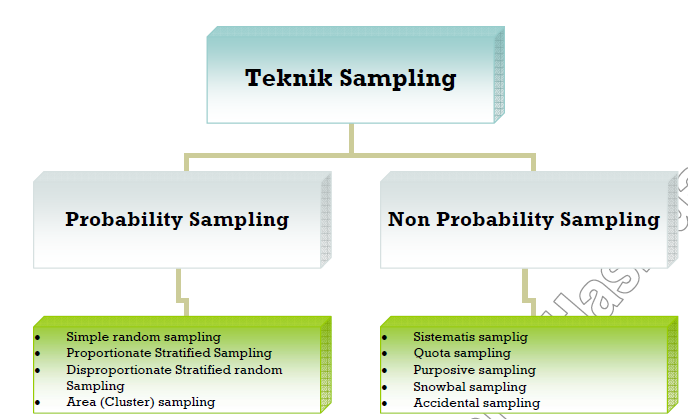 Teknik Sampling
Probability Sampling
Non Probability Sampling
• Simple random sampling
• Proportionate Stratified Sampling
• Disproportionate Stratified random
Sampling
• Area (Cluster) sampling
• Sistematis samplig
• Quota sampling
• Purposive sampling
• Snowbal sampling
• Accidental sampling